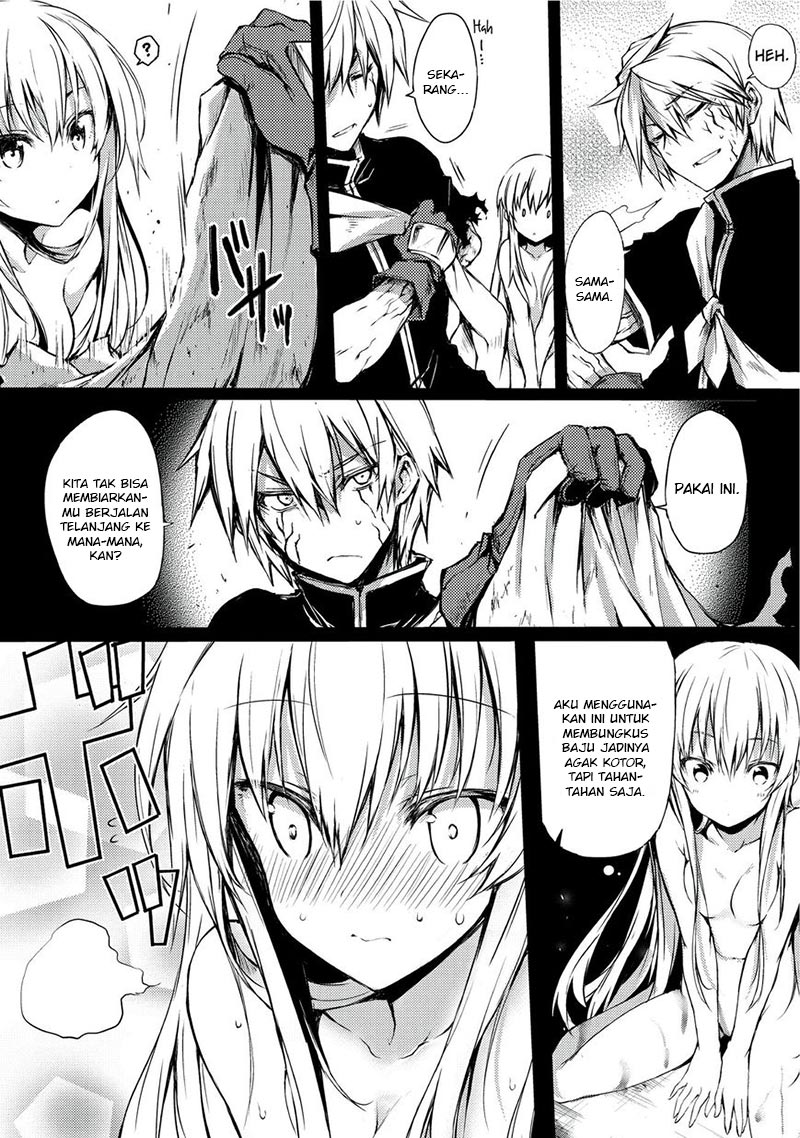 HEH.
SAMA-
SAMA.
Hah
SEKA-
RANG...
?
バサッ
PAKAI INI.
KITA TAK BISA
MEMBIARKAN-
MU BERJALAN
TELANJANG KE
MANA-MANA,
KAN?
AKU MENGGUNA-
KAN INI UNTUK
MEMBUNGKUS
BAJU JADINYA
AGAK KOTOR,
TAPI TAHAN-
TAHAN SAJA.